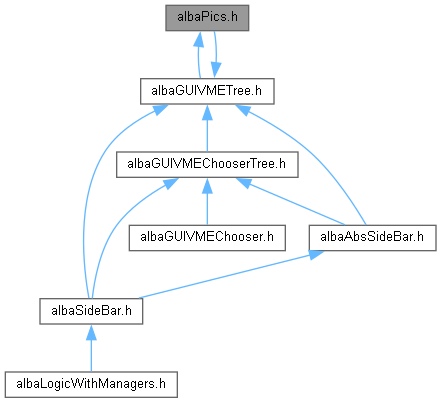 albaPics.h
albaGUIVMETree.h
albaGUIVMEChooserTree.h
albaGUIVMEChooser.h
albaAbsSideBar.h
albaSideBar.h
albaLogicWithManagers.h